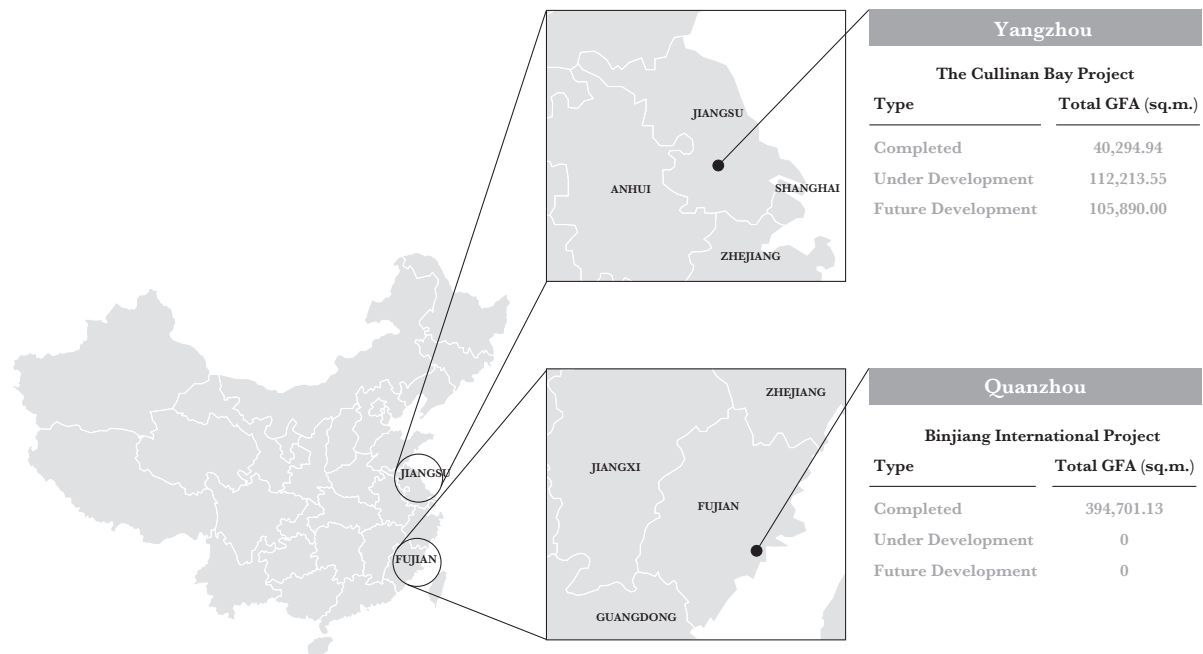 Yangzhou
The Cullinan Bay Project
Type Total GFA (sq.m.)
Completed 40,294.94
Under Development 112,213.55
Future Development 105,890.00
JIANGSU
ANHUI
SHANGHAI
ZHEJIANG
JIANGSU
FUJIAN
Quanzhou
Binjiang International Project
Type Total GFA (sq.m.)
Completed 394,701.13
Under Development 0
Future Development 0
ZHEJIANG
JIANGXI
FUJIAN
GUANGDONG